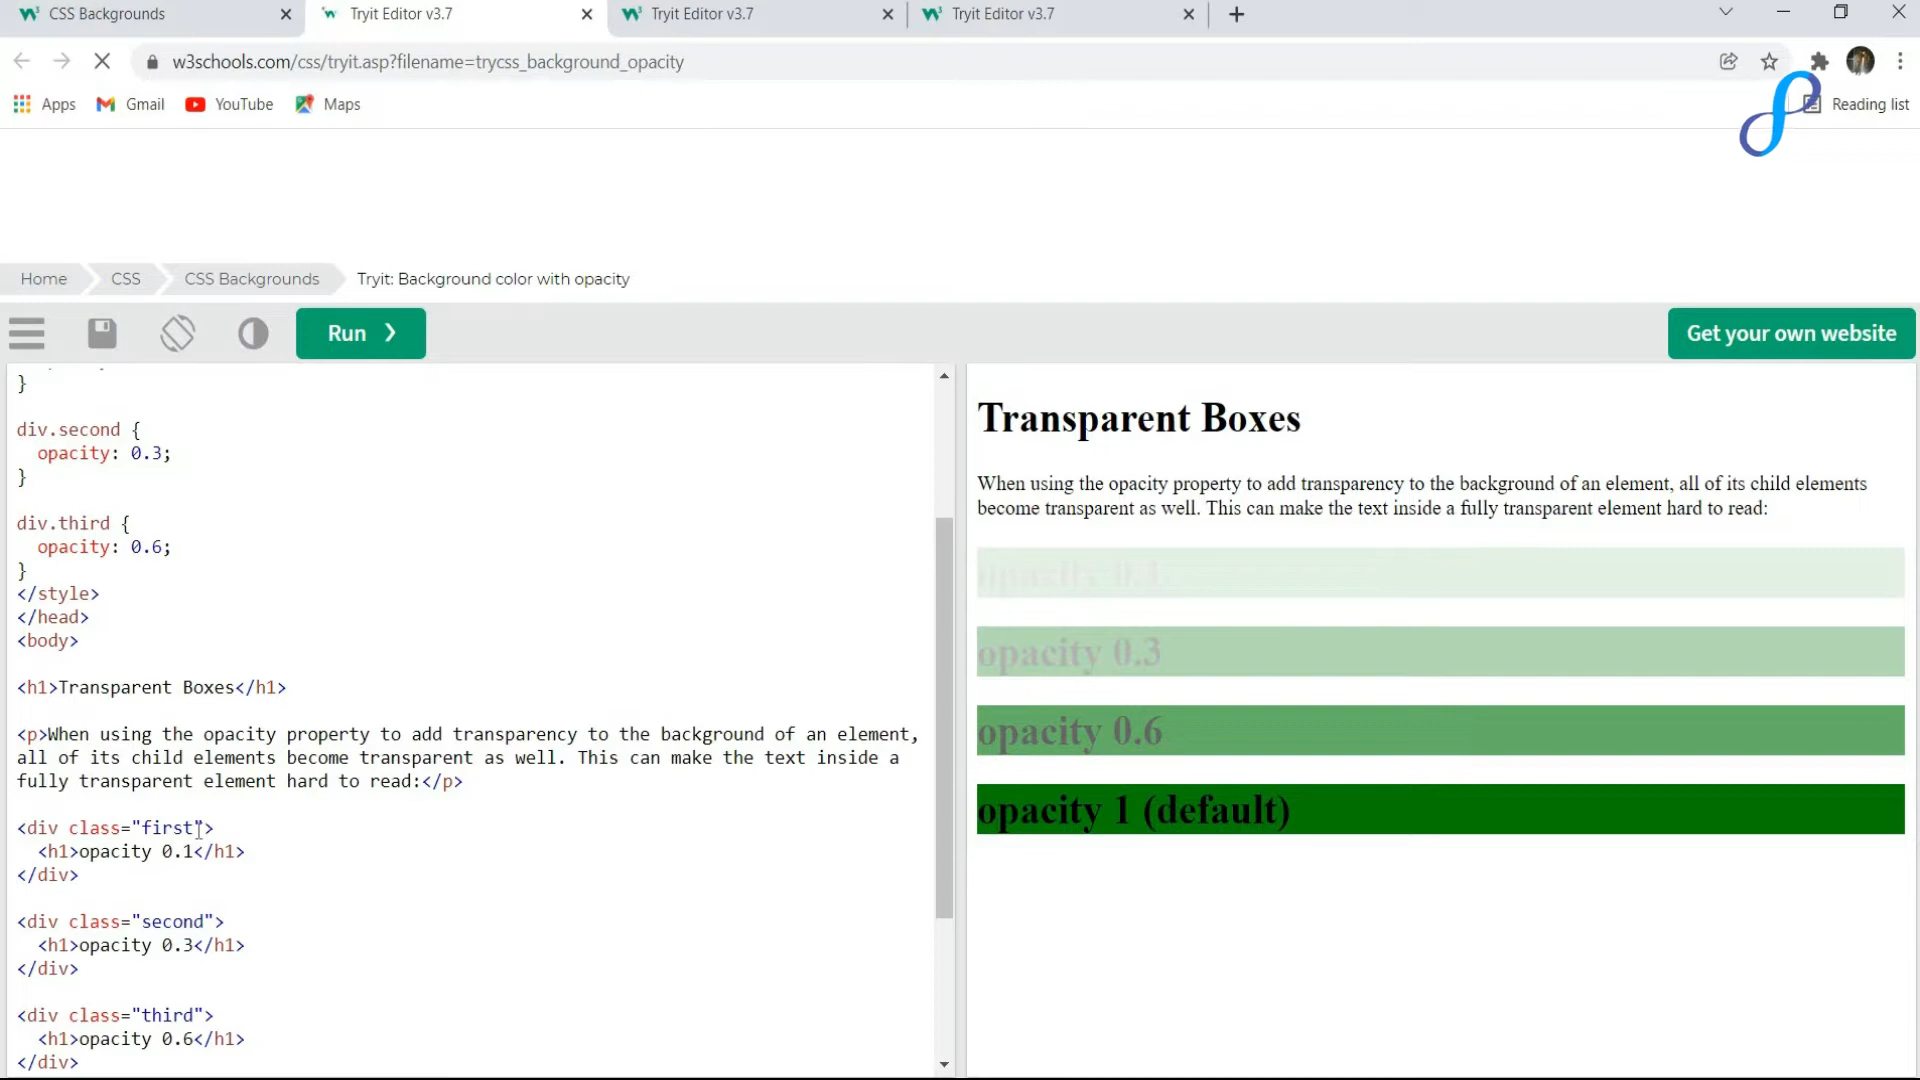 CSS Backgrounds
Tryit Editor v3.7
Tryit Editor v3.7
Tryit Editor v3.7
w3schools.com/css/tryit.asp?filename=trycss_background_opacity
Apps
Gmail
YouTube
Maps
Reading list
Home
CSS
CSS Backgrounds
Tryit: Background color with opacity
Run ❯
Get your own website
}
div.second {
opacity: 0.3;
}
div.third {
opacity: 0.6;
}
</style>
</head>
<body>
<h1>Transparent Boxes</h1>
<p>When using the opacity property to add transparency to the background of an element,
all of its child elements become transparent as well. This can make the text inside a
fully transparent element hard to read:</p>
<div class="first">
<h1>opacity 0.1</h1>
</div>
<div class="second">
<h1>opacity 0.3</h1>
</div>
<div class="third">
<h1>opacity 0.6</h1>
</div>
Transparent Boxes
When using the opacity property to add transparency to the background of an element, all of its child elements
become transparent as well. This can make the text inside a fully transparent element hard to read:
opacity 0.1
opacity 0.3
opacity 0.6
opacity 1 (default)